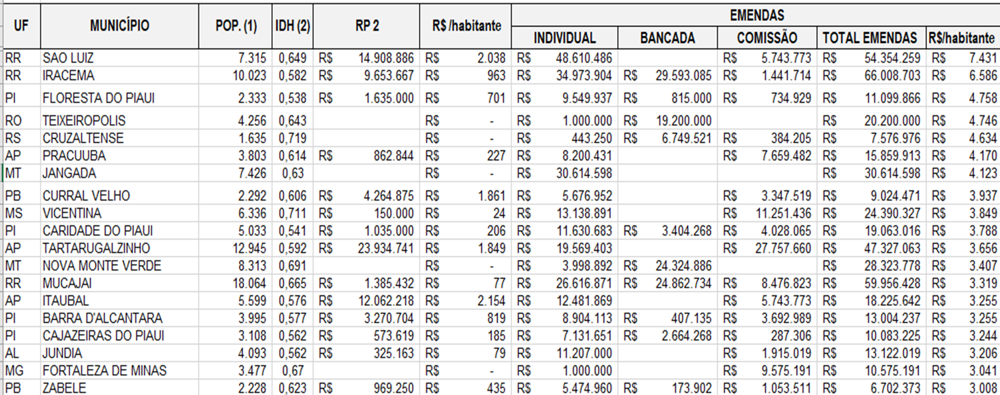 EMENDAS
UF MUNICÍPIO POP. (1) IDH (2) RP 2 R$ /habitante
INDIVIDUAL BANCADA COMISSÃO TOTAL EMENDAS R$/habitante
RR SAO LUIZ 7.315 0,649 R$ 14.908.886 R$ 2.038 R$ 48.610.486 R$ 5.743.773 R$ 54.354.259 R$ 7.431
RR IRACEMA 10.023 0,582 R$ 9.653.667 R$ 963 R$ 34.973.904 R$ 29.593.085 R$ 1.441.714 R$ 66.008.703 R$ 6.586
PI FLORESTA DO PIAUI 2.333 0,538 R$ 1.635.000 R$ 701 R$ 9.549.937 R$ 815.000 R$ 734.929 R$ 11.099.866 R$ 4.758
RO TEIXEIROPOLIS 4.256 0,643 R$ - R$ 1.000.000 R$ 19.200.000 R$ 20.200.000 R$ 4.746
RS CRUZALTENSE 1.635 0,719 R$ - R$ 443.250 R$ 6.749.521 R$ 384.205 R$ 7.576.976 R$ 4.634
AP PRACUUBA 3.803 0,614 R$ 862.844 R$ 227 R$ 8.200.431 R$ 7.659.482 R$ 15.859.913 R$ 4.170
MT JANGADA 7.426 0,63 R$ - R$ 30.614.598 R$ 30.614.598 R$ 4.123
PB CURRAL VELHO 2.292 0,606 R$ 4.264.875 R$ 1.861 R$ 5.676.952 R$ 3.347.519 R$ 9.024.471 R$ 3.937
MS VICENTINA 6.336 0,711 R$ 150.000 R$ 24 R$ 13.138.891 R$ 11.251.436 R$ 24.390.327 R$ 3.849
PI CARIDADE DO PIAUI 5.033 0,541 R$ 1.035.000 R$ 206 R$ 11.630.683 R$ 3.404.268 R$ 4.028.065 R$ 19.063.016 R$ 3.788
AP TARTARUGALZINHO 12.945 0,592 R$ 23.934.741 R$ 1.849 R$ 19.569.403 R$ 27.757.660 R$ 47.327.063 R$ 3.656
MT NOVA MONTE VERDE 8.313 0,691 R$ - R$ 3.998.892 R$ 24.324.886 R$ 28.323.778 R$ 3.407
RR MUCAJAI 18.064 0,665 R$ 1.385.432 R$ 77 R$ 26.616.871 R$ 24.862.734 R$ 8.476.823 R$ 59.956.428 R$ 3.319
AP ITAUBAL 5.599 0,576 R$ 12.062.218 R$ 2.154 R$ 12.481.869 R$ 5.743.773 R$ 18.225.642 R$ 3.255
PI BARRA D'ALCANTARA 3.995 0,577 R$ 3.270.704 R$ 819 R$ 8.904.113 R$ 407.135 R$ 3.692.989 R$ 13.004.237 R$ 3.255
PI CAJAZEIRAS DO PIAUI 3.108 0,562 R$ 573.619 R$ 185 R$ 7.131.651 R$ 2.664.268 R$ 287.306 R$ 10.083.225 R$ 3.244
AL JUNDIA 4.093 0,562 R$ 325.163 R$ 79 R$ 11.207.000 R$ 1.915.019 R$ 13.122.019 R$ 3.206
MG FORTALEZA DE MINAS 3.477 0,67 R$ - R$ 1.000.000 R$ 9.575.191 R$ 10.575.191 R$ 3.041
PB ZABELE 2.228 0,623 R$ 969.250 R$ 435 R$ 5.474.960 R$ 173.902 R$ 1.053.511 R$ 6.702.373 R$ 3.008